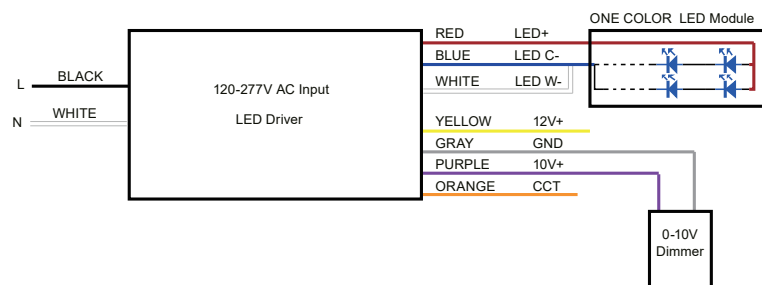 ONE COLOR LED Module
RED LED+
BLUE LED C-
WHITE LED W-
L BLACK
N WHITE
120-277V AC Input
LED Driver
YELLOW 12V+
GRAY GND
PURPLE 10V+
ORANGE CCT
0-10V
Dimmer